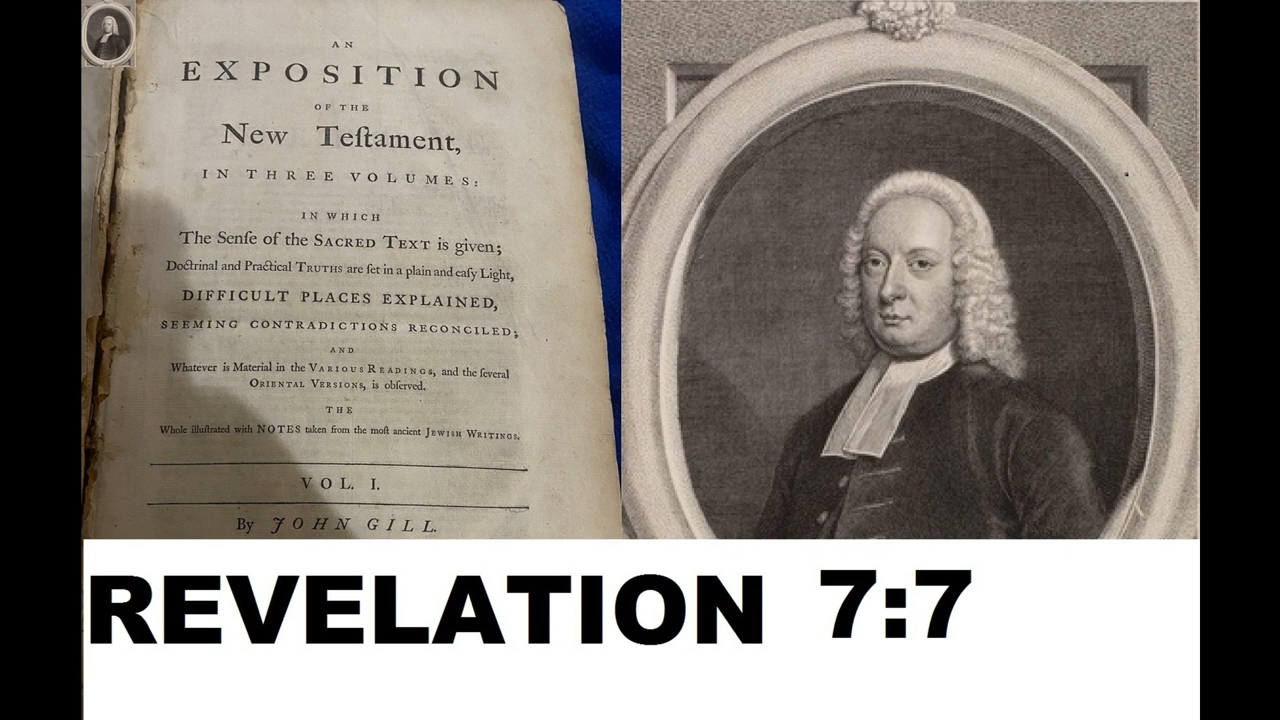 AN
EXPOSITION
OF THE
New Teſtament,
IN THREE VOLUMES:
IN WHICH
The Senſe of the SACRED TEXT is given;
Doctrinal and Practical TRUTHS are ſet in a plain and eaſy Light,
DIFFICULT PLACES EXPLAINED,
SEEMING CONTRADICTIONS RECONCILED;
AND
Whatever is Material in the VARIOUS READINGS, and the ſeveral
ORIENTAL VERSIONS, is obſerved.
THE
Whole illuſtrated with NOTES taken from the moſt ancient JEWISH WRITINGS.
VOL. I.
By JOHN GILL.
REVELATION 7:7